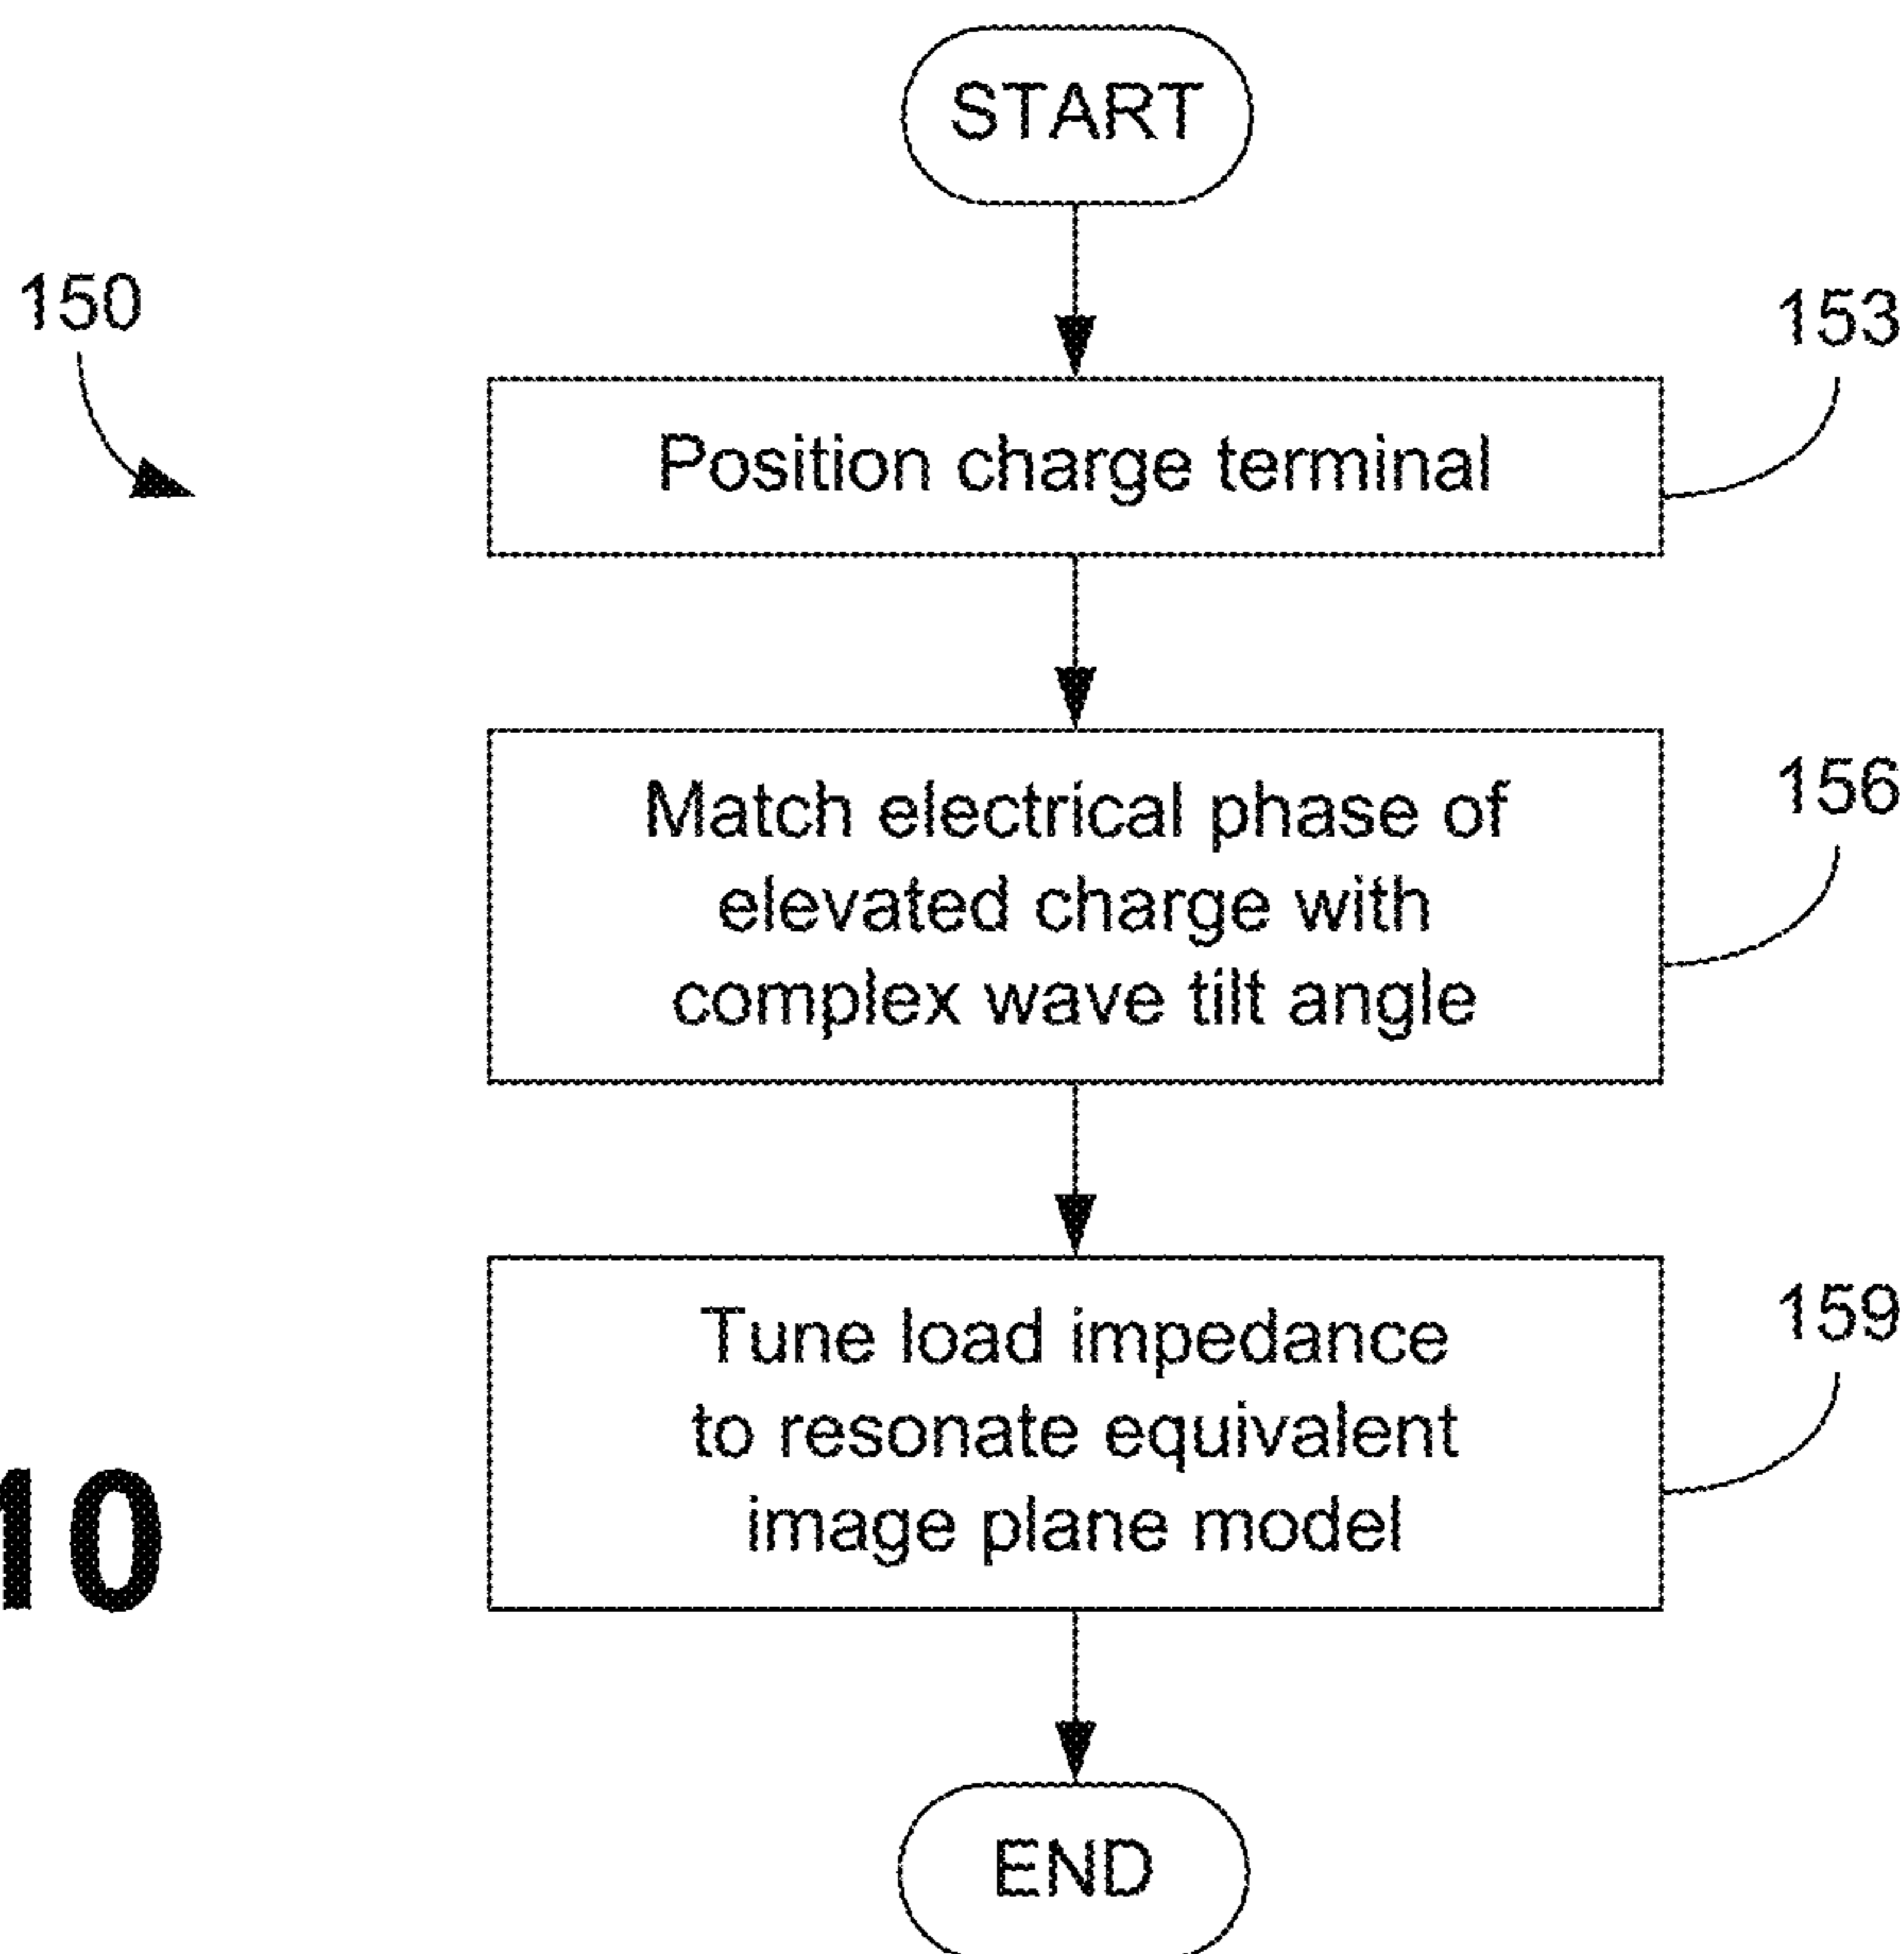 START
150
153
Position charge terminal
156
Match electrical phase of
elevated charge with
complex wave tilt angle
159
Tune load impedance
to resonate equivalent
image plane model
10
END